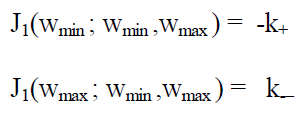 J₁(wₘᵢₙ ; wₘᵢₙ ,wₘₐₓ ) = -k₊
J₁(wₘₐₓ ; wₘᵢₙ ,wₘₐₓ ) = k₋